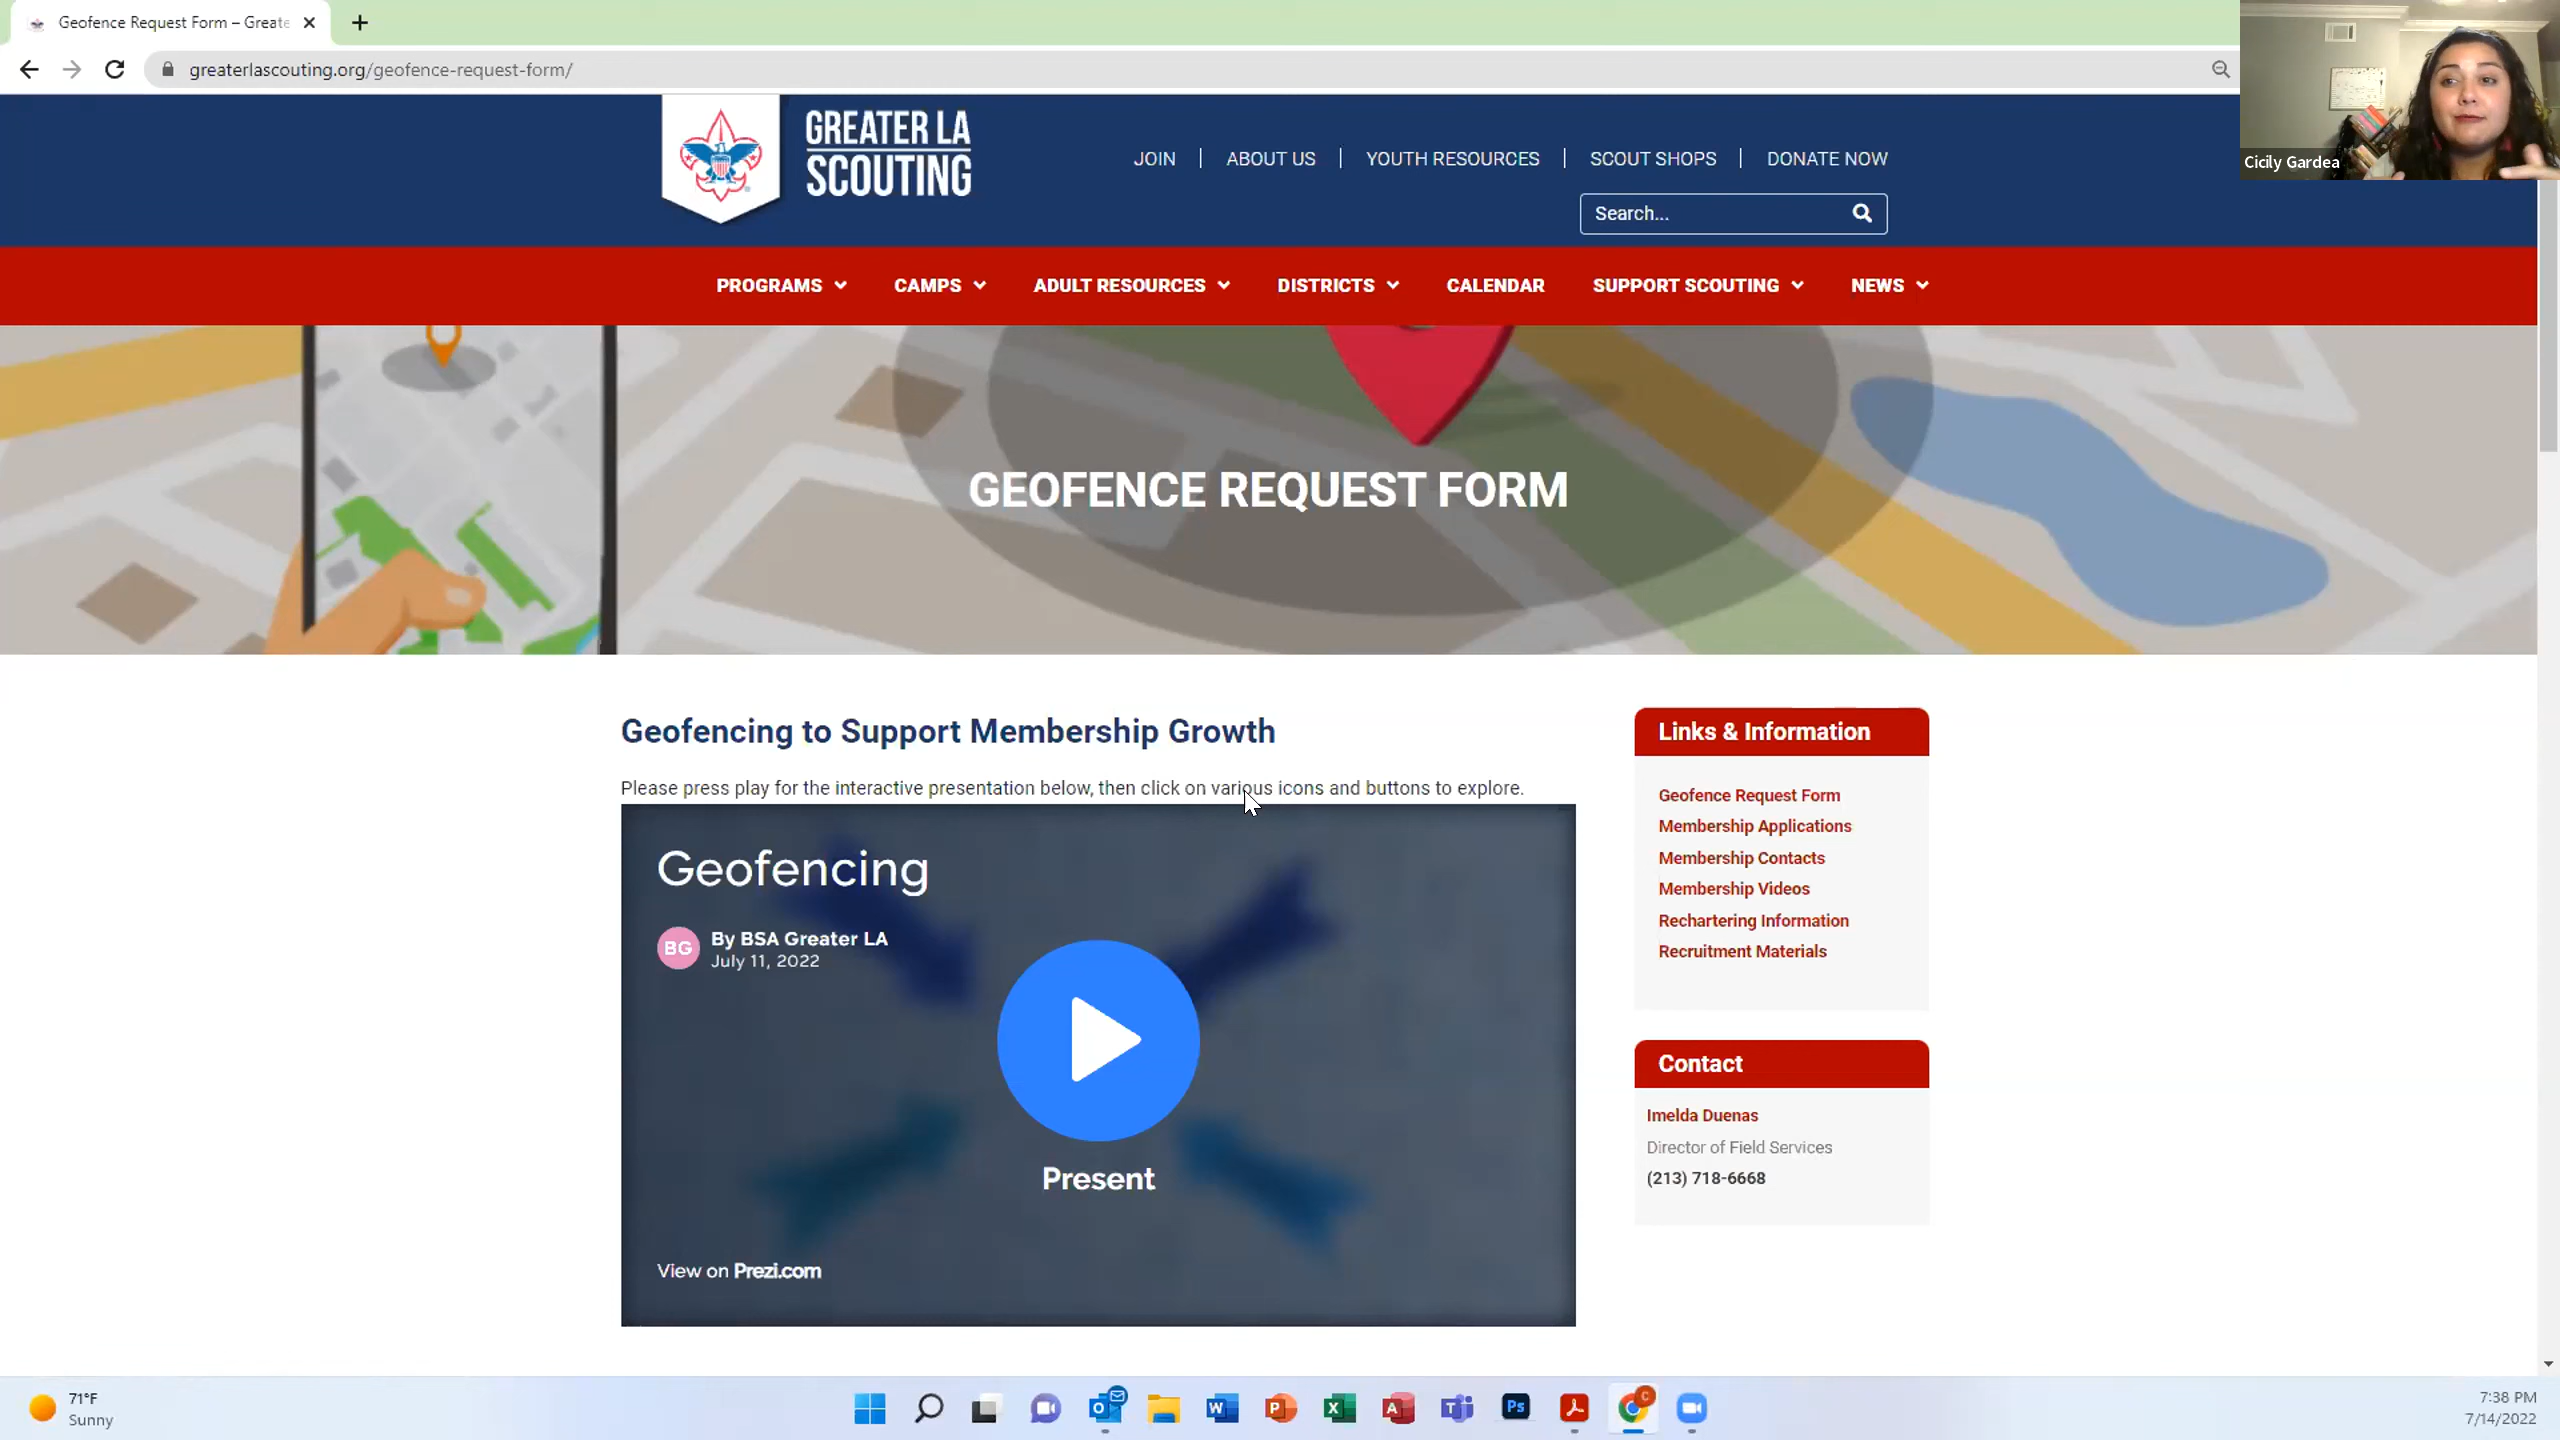 Geofence Request Form – Greate
greaterlascouting.org/geofence-request-form/
Cicily Gardea
GREATER LA
SCOUTING
JOIN
ABOUT US
YOUTH RESOURCES
SCOUT SHOPS
DONATE NOW
Search...
PROGRAMS
CAMPS
ADULT RESOURCES
DISTRICTS
CALENDAR
SUPPORT SCOUTING
NEWS
GEOFENCE REQUEST FORM
Geofencing to Support Membership Growth
Please press play for the interactive presentation below, then click on various icons and buttons to explore.
Geofencing
BG
By BSA Greater LA
July 11, 2022
Present
View on Prezi.com
Links & Information
Geofence Request Form
Membership Applications
Membership Contacts
Membership Videos
Rechartering Information
Recruitment Materials
Contact
Imelda Duenas
Director of Field Services
(213) 718-6668
71°F
Sunny
O
W
P
X
A
T
Ps
C
7:38 PM
7/14/2022